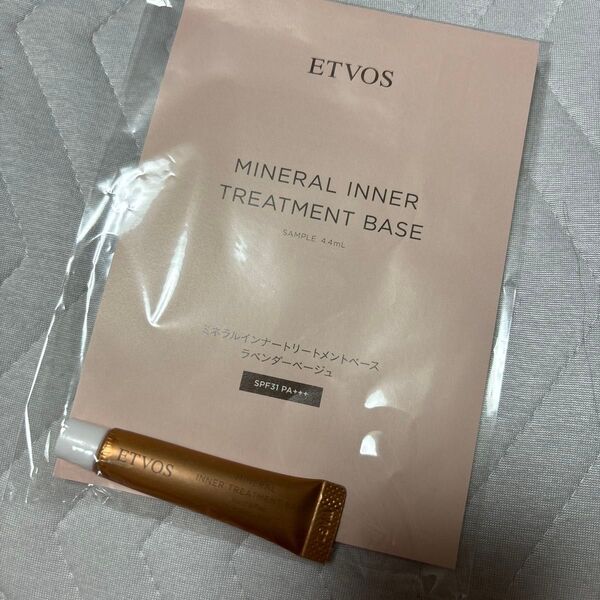 ETVOS
MINERAL INNER
TREATMENT BASE
SAMPLE 4.4mL
ミネラルインナートリートメントベース
ラベンダーベージュ
SPF31 PA+++
ETVOS
MINERAL
INNER TREATMENT